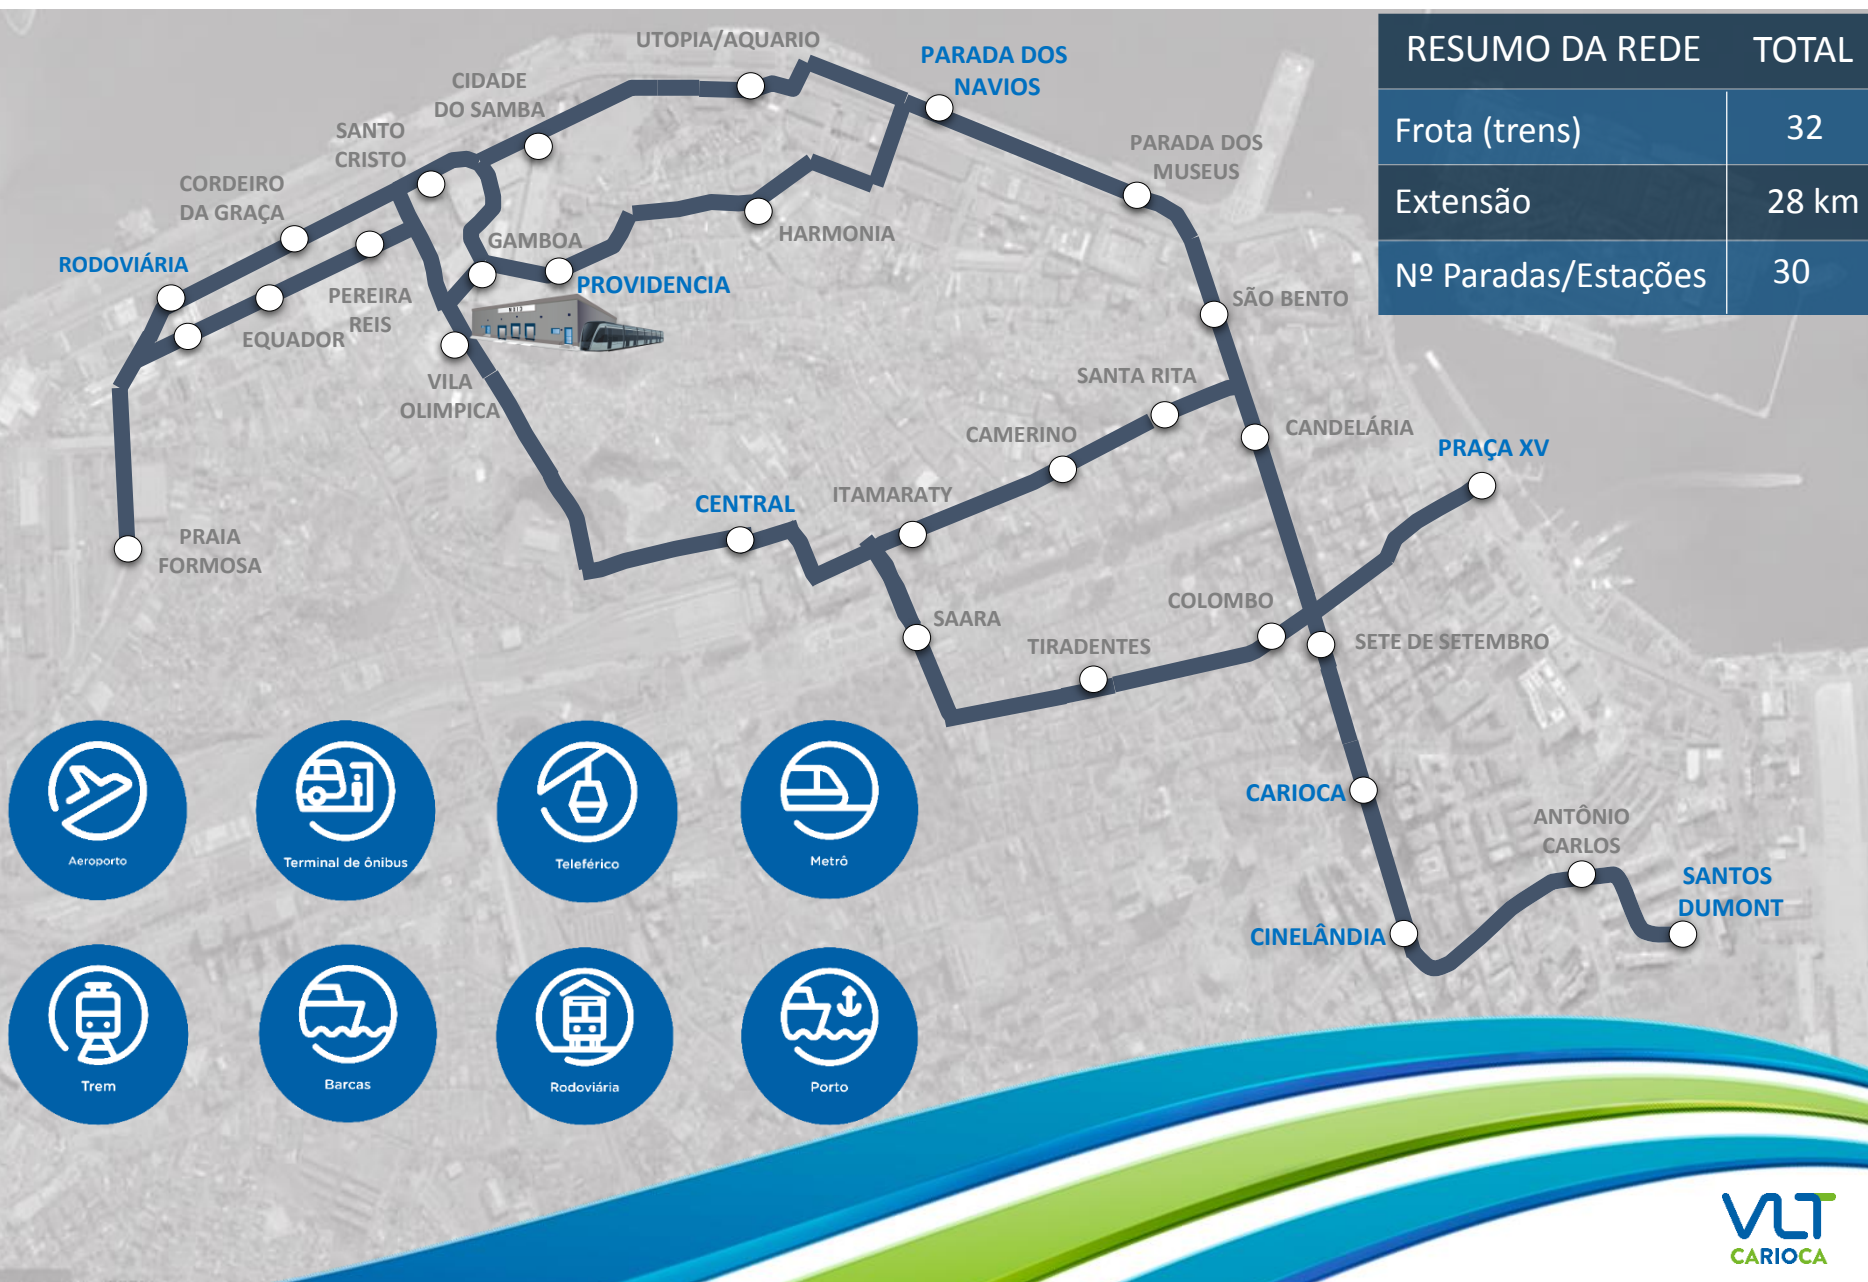 UTOPIA/AQUARIO
PARADA DOS
NAVIOS
CIDADE
DO SAMBA
SANTO
CRISTO
PARADA DOS
MUSEUS
CORDEIRO
DA GRAÇA
GAMBOA
HARMONIA
RODOVIÁRIA
PROVIDENCIA
PEREIRA
REIS
SÃO BENTO
EQUADOR
VILA
OLIMPICA
SANTA RITA
CAMERINO
CANDELÁRIA
PRAÇA XV
CENTRAL
ITAMARATY
PRAIA
FORMOSA
COLOMBO
SAARA
TIRADENTES
SETE DE SETEMBRO
CARIOCA
ANTÔNIO
CARLOS
SANTOS
DUMONT
CINELÂNDIA
RESUMO DA REDE TOTAL
Frota (trens) 32
Extensão 28 km
Nº Paradas/Estações 30
Aeroporto
Terminal de ônibus
Teleférico
Metrô
Trem
Barcas
Rodoviária
Porto
VLT
CARIOCA